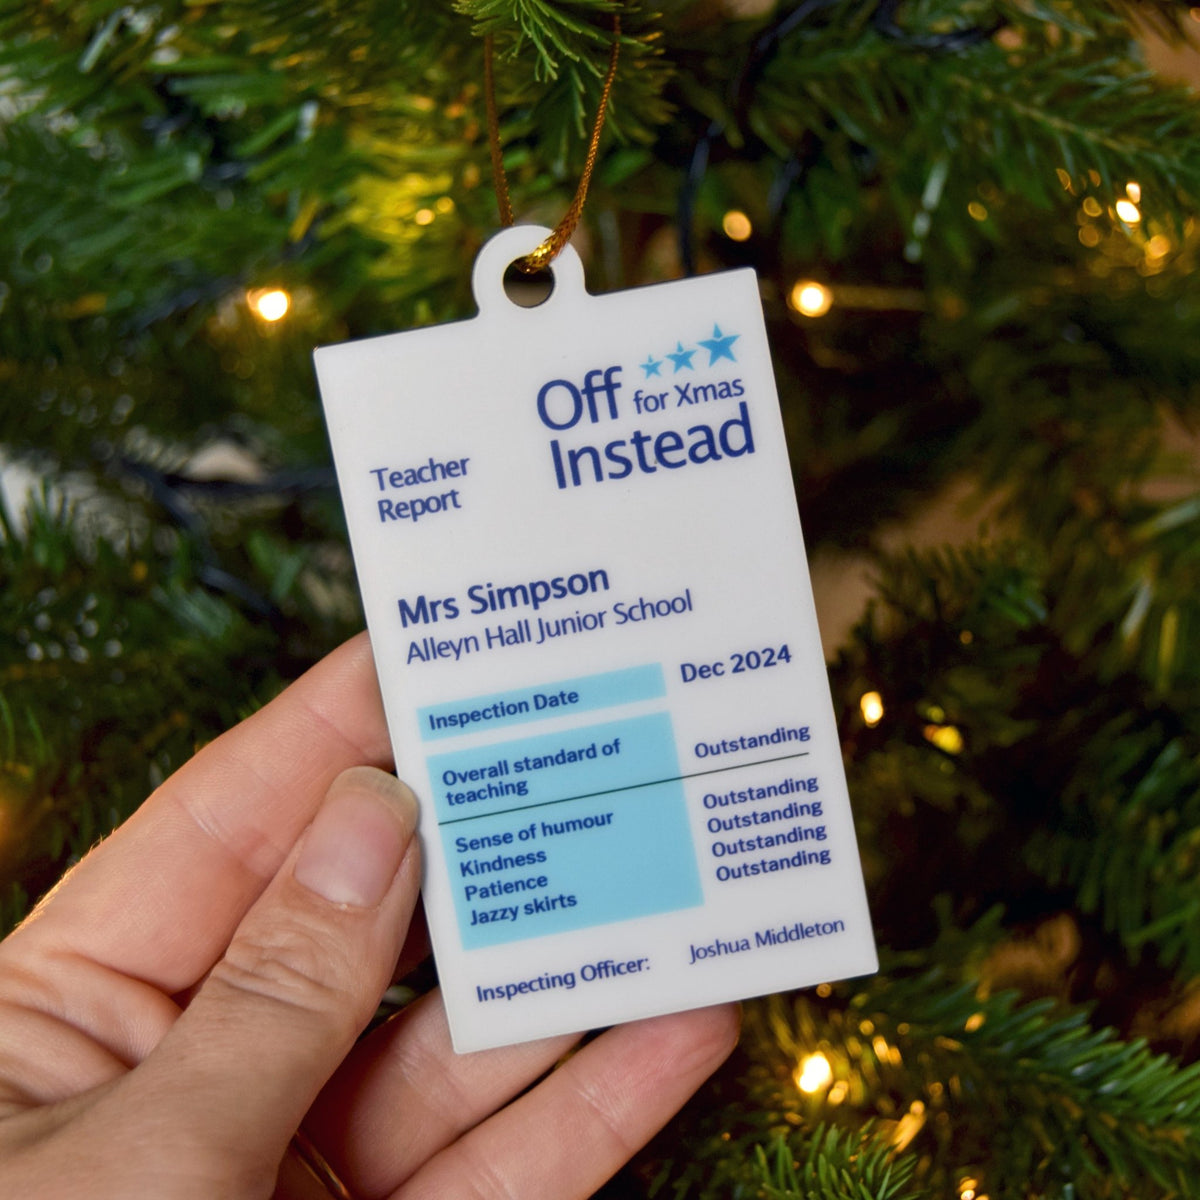 Off for Xmas
Instead
Teacher
Report
Mrs Simpson
Alleyn Hall Junior School
Inspection Date Dec 2024
Overall standard of
teaching Outstanding
Sense of humour Outstanding
Kindness Outstanding
Patience Outstanding
Jazzy skirts Outstanding
Inspecting Officer: Joshua Middleton